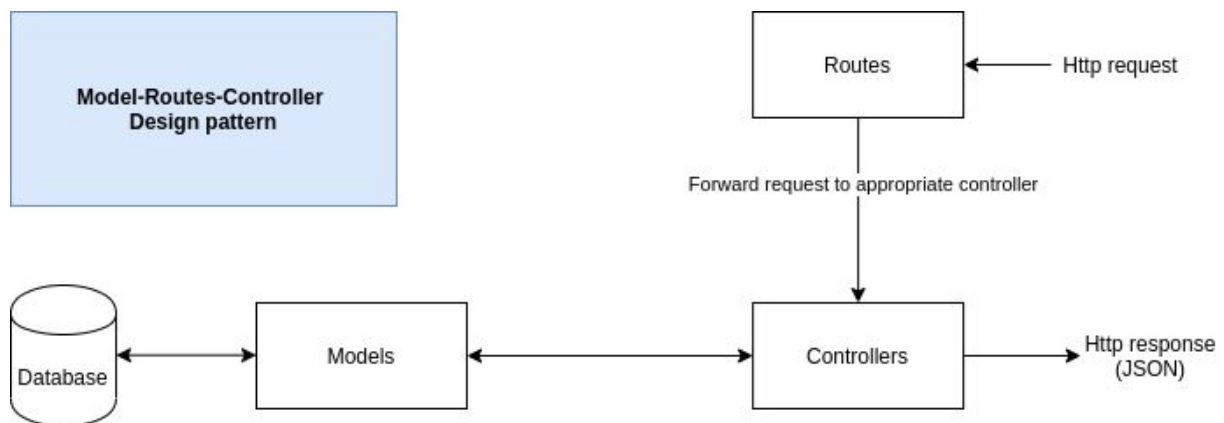 Model-Routes-Controller
Design pattern
Routes
Http request
Forward request to appropriate controller
Database
Models
Controllers
Http response
(JSON)